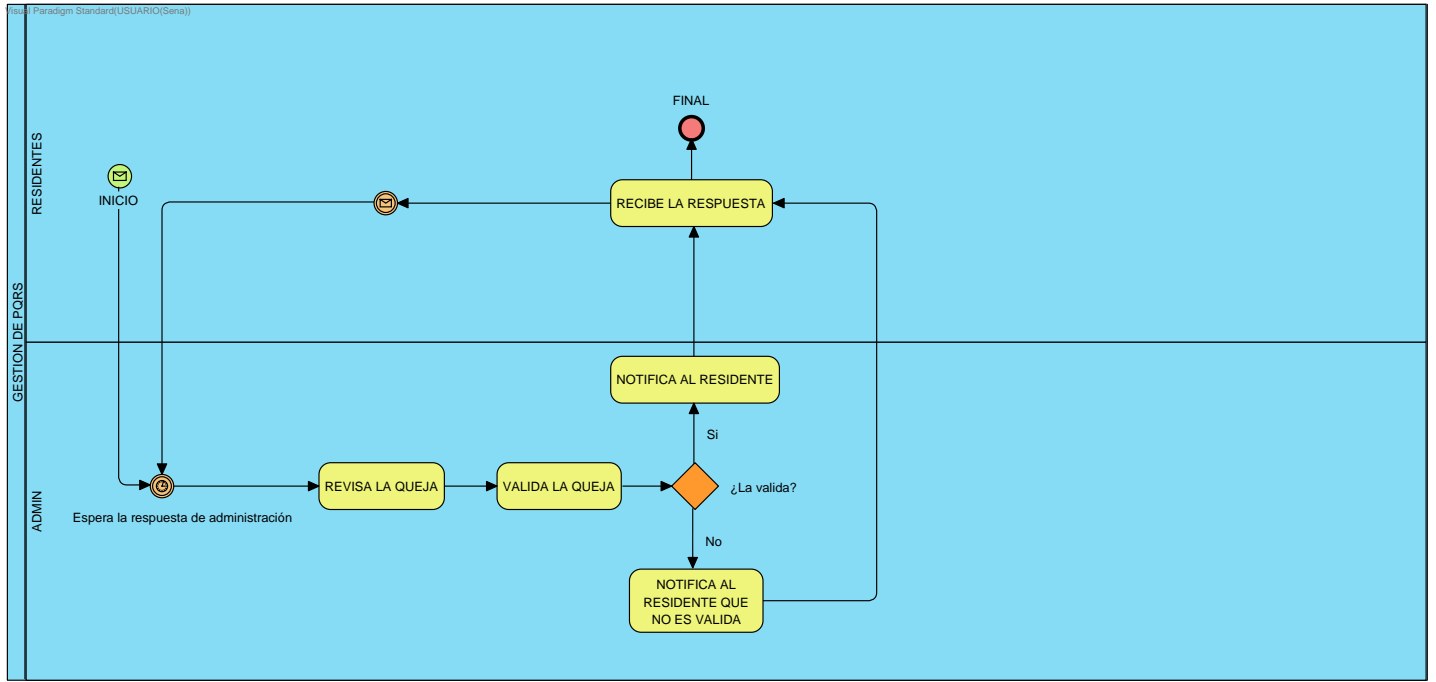 Visual Paradigm Standard(USUARIO(Sena))
GESTION DE PQRS
RESIDENTES
FINAL
INICIO
RECIBE LA RESPUESTA
ADMIN
NOTIFICA AL RESIDENTE
Si
REVISA LA QUEJA
VALIDA LA QUEJA
¿La valida?
Espera la respuesta de administración
No
NOTIFICA AL
RESIDENTE QUE
NO ES VALIDA